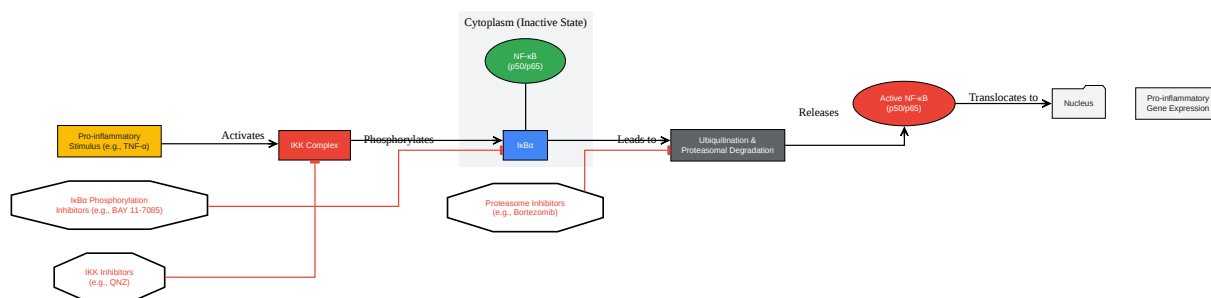 Cytoplasm (Inactive State)
NF-κB
(p50/p65)
Pro-inflammatory
Stimulus (e.g., TNF-α)
Activates
IKK Complex
Phosphorylates
IκBα
Leads to
Ubiquitination &
Proteasomal Degradation
Releases
Active NF-κB
(p50/p65)
Translocates to
Nucleus
Pro-inflammatory
Gene Expression
IκBα Phosphorylation
Inhibitors (e.g., BAY 11-7085)
Proteasome Inhibitors
(e.g., Bortezomib)
IKK Inhibitors
(e.g., QNZ)